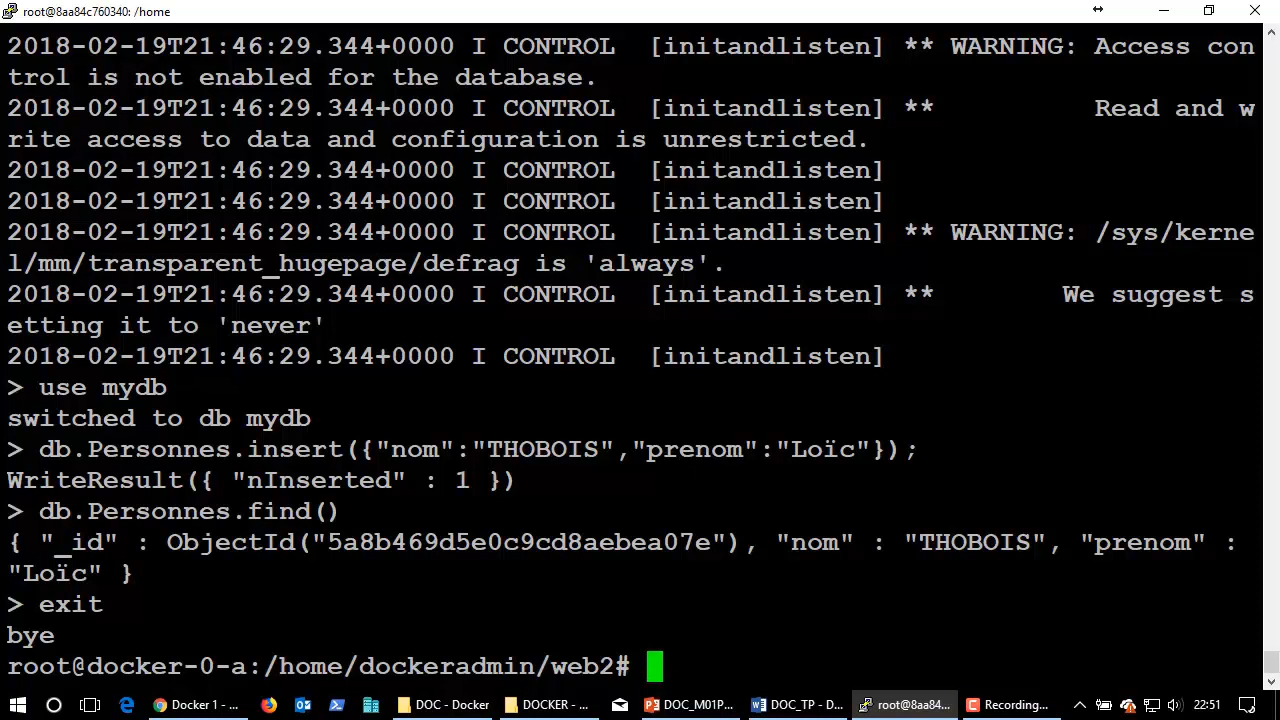 root@8aa84c760340: /home
2018-02-19T21:46:29.344+0000 I CONTROL  [initandlisten] ** WARNING: Access con
trol is not enabled for the database.
2018-02-19T21:46:29.344+0000 I CONTROL  [initandlisten] **          Read and w
rite access to data and configuration is unrestricted.
2018-02-19T21:46:29.344+0000 I CONTROL  [initandlisten]
2018-02-19T21:46:29.344+0000 I CONTROL  [initandlisten]
2018-02-19T21:46:29.344+0000 I CONTROL  [initandlisten] ** WARNING: /sys/kerne
l/mm/transparent_hugepage/defrag is 'always'.
2018-02-19T21:46:29.344+0000 I CONTROL  [initandlisten] **        We suggest s
etting it to 'never'
2018-02-19T21:46:29.344+0000 I CONTROL  [initandlisten]
> use mydb
switched to db mydb
> db.Personnes.insert({"nom":"THOBOIS","prenom":"Loïc"});
WriteResult({ "nInserted" : 1 })
> db.Personnes.find()
{ "_id" : ObjectId("5a8b469d5e0c9cd8aebea07e"), "nom" : "THOBOIS", "prenom" :
"Loïc" }
> exit
bye
root@docker-0-a:/home/dockeradmin/web2#
Docker 1 - ... DOC - Docker DOCKER - ... DOC_M01P... DOC_TP - D... root@8aa84... Recording... 22:51